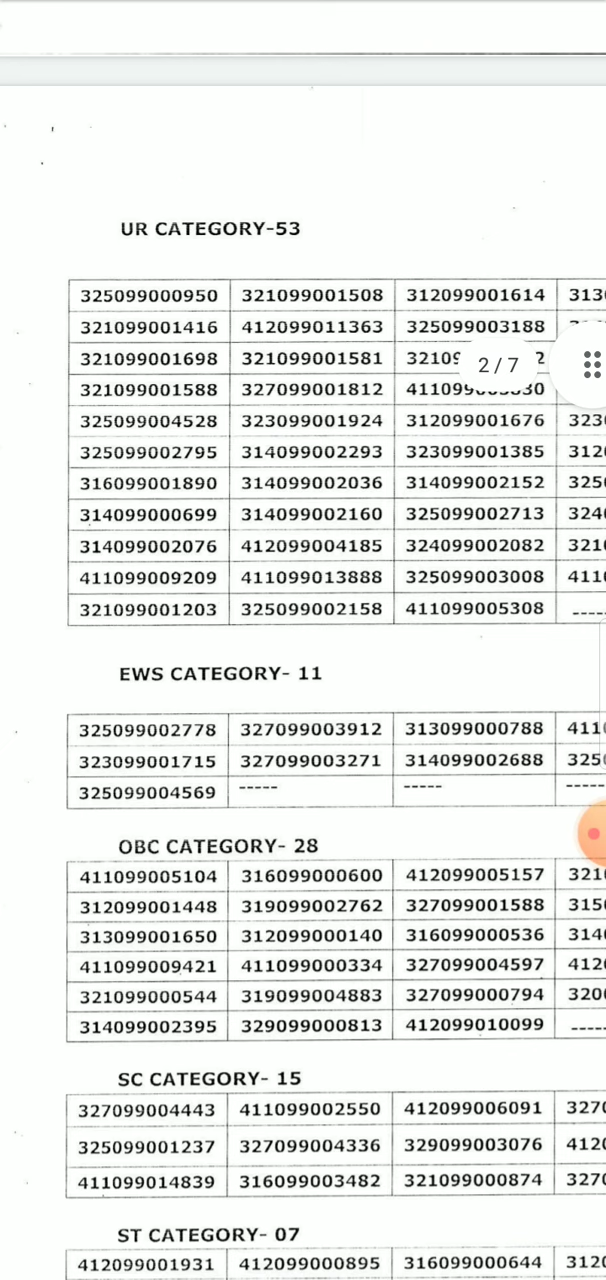 UR CATEGORY-53
325099000950 321099001508 312099001614
321099001416 412099011363 325099003188
321099001698 321099001581
2/7
321099001588 327099001812
325099004528 323099001924 312099001676
325099002795 314099002293 323099001385
316099001890 314099002036 314099002152
314099000699 314099002160 325099002713
314099002076 412099004185 324099002082
411099009209 411099013888 325099003008
321099001203 325099002158 411099005308 ----
EWS CATEGORY- 11
325099002778 327099003912 313099000788
323099001715 327099003271 314099002688
325099004569 ----- ----- -----
OBC CATEGORY- 28
411099005104 316099000600 412099005157
312099001448 319099002762 327099001588
313099001650 312099000140 316099000536
411099009421 411099000334 327099004597
321099000544 319099004883 327099000794
314099002395 329099000813 412099010099 ----
SC CATEGORY- 15
327099004443 411099002550 412099006091
325099001237 327099004336 329099003076
411099014839 316099003482 321099000874
ST CATEGORY- 07
412099001931 412099000895 316099000644